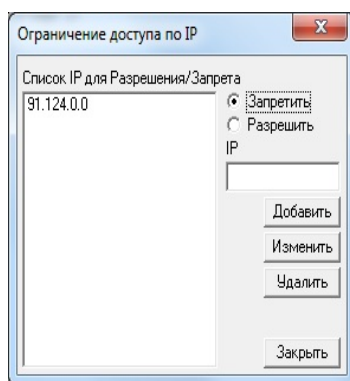 Ограничение доступа по IP
Список IP для Разрешения/Запрета
91.124.0.0
Запретить
Разрешить
IP
Добавить
Изменить
Удалить
Закрыть